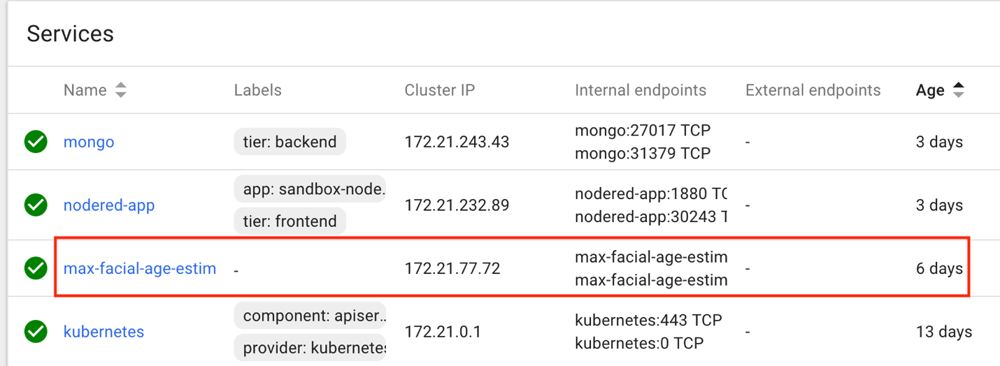 Services
Name Labels Cluster IP Internal endpoints External endpoints Age
mongo tier: backend 172.21.243.43 mongo:27017 TCP - 3 days
mongo:31379 TCP
nodered-app app: sandbox-node. 172.21.232.89 nodered-app:1880 TC - 3 days
tier: frontend nodered-app:30243 T
max-facial-age-estim - 172.21.77.72 max-facial-age-estim - 6 days
max-facial-age-estim
kubernetes component: apiser.. 172.21.0.1 kubernetes:443 TCP - 13 days
provider: kubernetes kubernetes:0 TCP